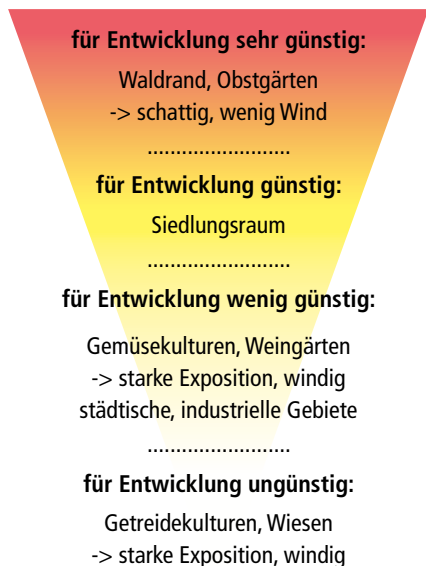 für Entwicklung sehr günstig:
Waldrand, Obstgärten
-> schattig, wenig Wind
.........................
für Entwicklung günstig:
Siedlungsraum
.........................
für Entwicklung wenig günstig:
Gemüsekulturen, Weingärten
-> starke Exposition, windig
städtische, industrielle Gebiete
.........................
für Entwicklung ungünstig:
Getreidekulturen, Wiesen
-> starke Exposition, windig